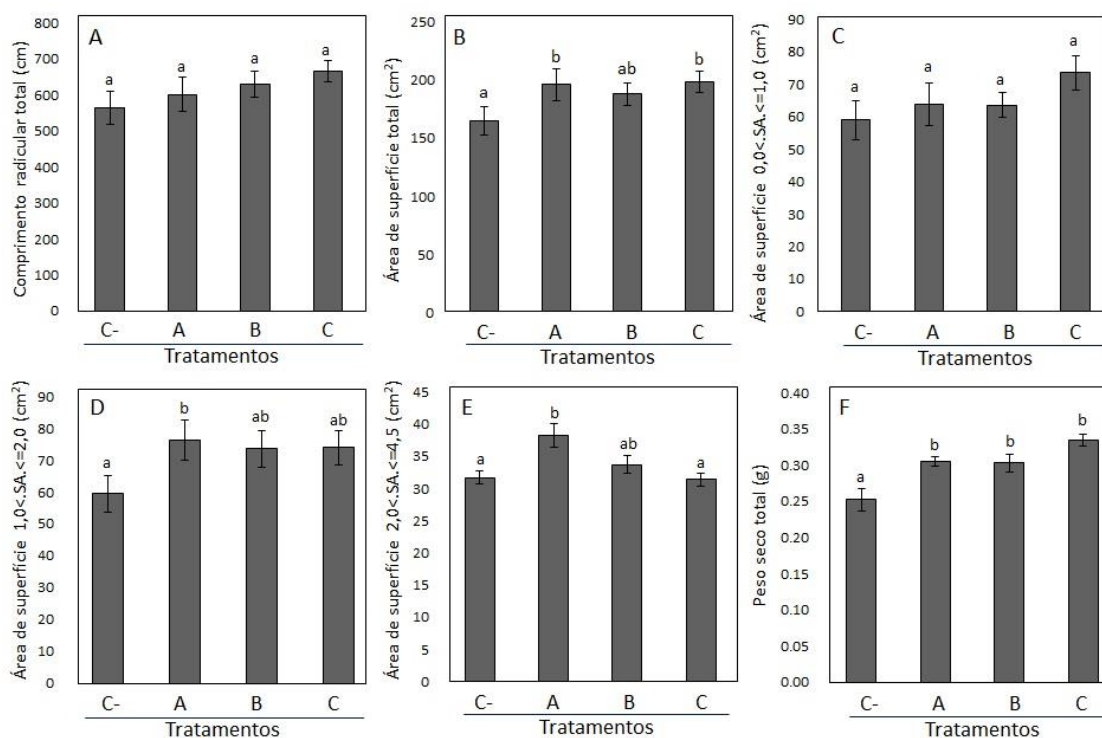 A
Comprimento radicular total (cm)
800
700
600
500
400
300
200
100
0
a
a
a
a
C-
A
B
C
Tratamentos
B
Área de superfície total (cm²)
250
200
150
100
50
0
a
b
ab
b
C-
A
B
C
Tratamentos
C
Área de superfície 0,0<.SA.<=1,0 (cm²)
90
80
70
60
50
40
30
20
10
0
a
a
a
a
C-
A
B
C
Tratamentos
D
Área de superfície 1,0<.SA.<=2,0 (cm²)
90
80
70
60
50
40
30
20
10
0
a
b
ab
ab
C-
A
B
C
Tratamentos
E
Área de superfície 2,0<.SA.<=4,5 (cm²)
45
40
35
30
25
20
15
10
5
0
a
b
ab
a
C-
A
B
C
Tratamentos
F
Peso seco total (g)
0.40
0.35
0.30
0.25
0.20
0.15
0.10
0.05
0.00
a
b
b
b
C-
A
B
C
Tratamentos